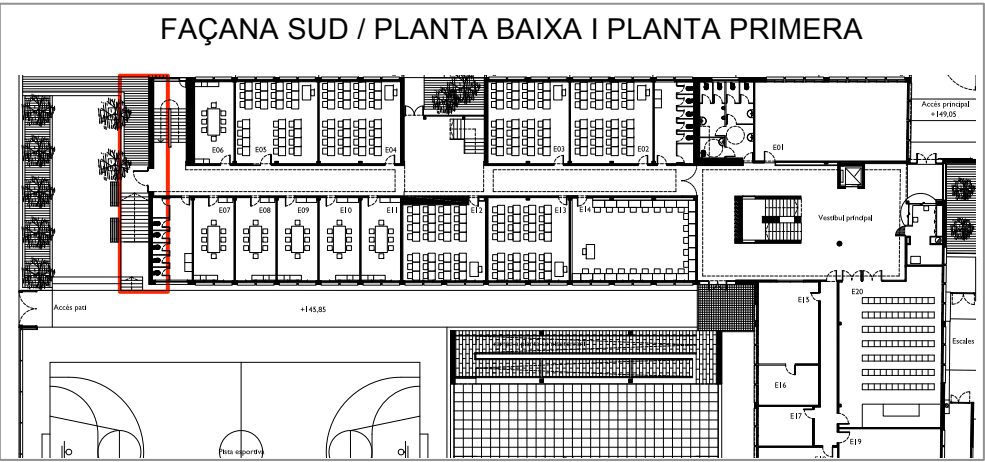 FAÇANA SUD / PLANTA BAIXA I PLANTA PRIMERA
Accés principal
+149,05
E06
E05
E04
E03
E02
E01
E07
E08
E09
E10
E11
E12
E13
E14
Vestíbul principal
Accés pati
+145,85
E15
E20
Escales
E16
E17
E19
E18
Pista esportiva